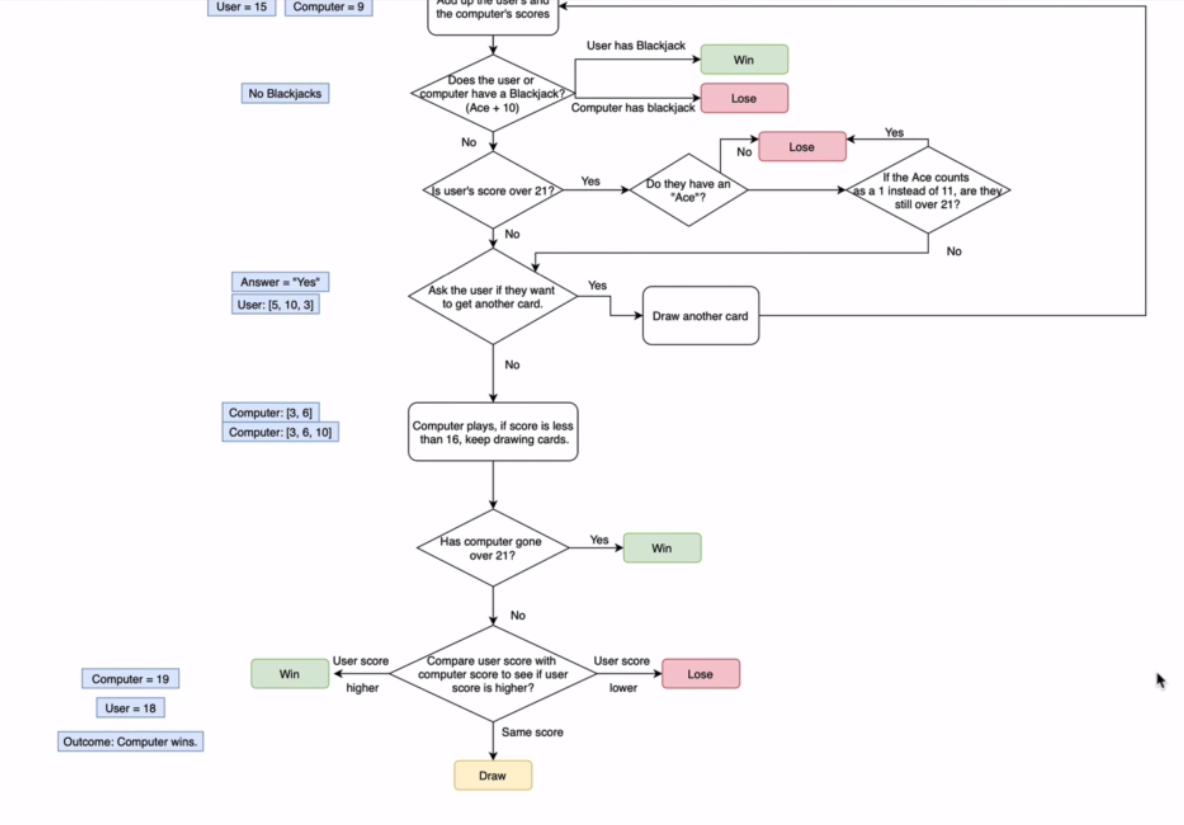 User = 15
Computer = 9
Add up the user's and
the computer's scores
User has Blackjack
Win
No Blackjacks
Does the user or
computer have a Blackjack?
(Ace + 10)
Computer has blackjack
Lose
No
Is user's score over 21?
Yes
Do they have an
"Ace"?
No
Lose
Yes
If the Ace counts
as a 1 instead of 11, are they
still over 21?
No
No
Answer = "Yes"
User: [5, 10, 3]
Ask the user if they want
to get another card.
Yes
Draw another card
No
Computer: [3, 6]
Computer: [3, 6, 10]
Computer plays, if score is less
than 16, keep drawing cards.
Has computer gone
over 21?
Yes
Win
No
Win
User score
higher
Compare user score with
computer score to see if user
score is higher?
User score
lower
Lose
Computer = 19
User = 18
Outcome: Computer wins.
Same score
Draw